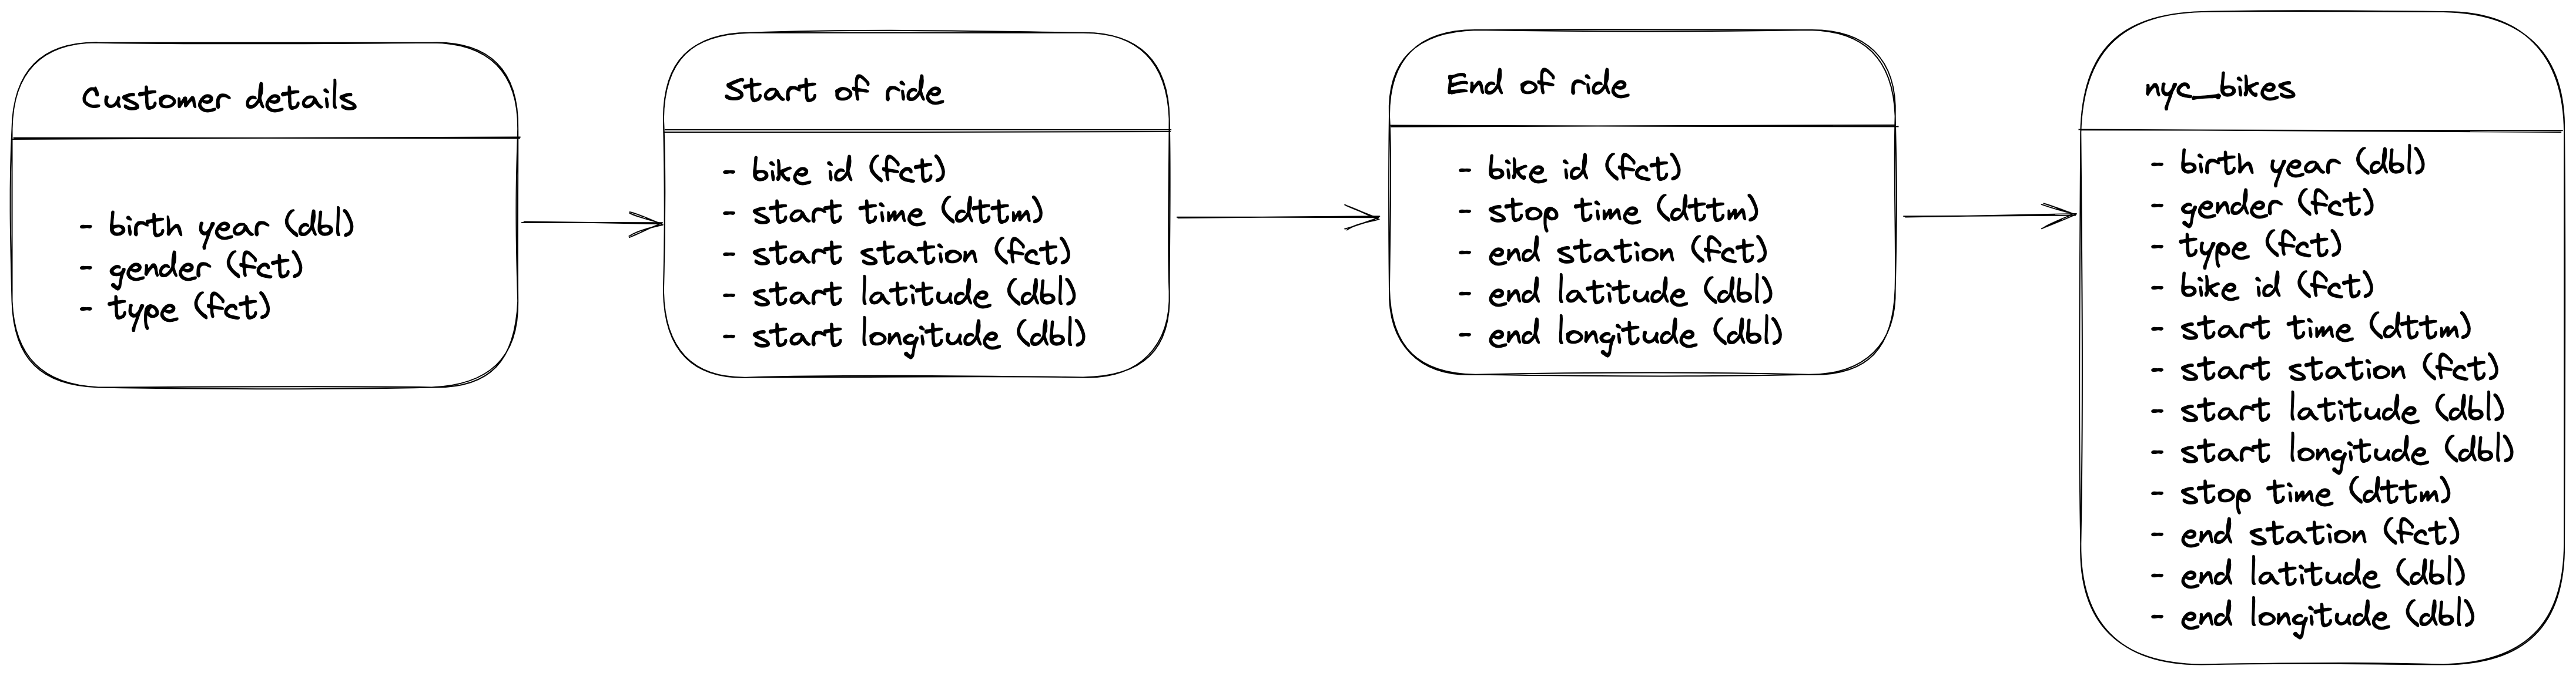 Customer details
- birth year (dbl)
- gender (fct)
- type (fct)
Start of ride
- bike id (fct)
- start time (dttm)
- start station (fct)
- start latitude (dbl)
- start longitude (dbl)
End of ride
- bike id (fct)
- stop time (dttm)
- end station (fct)
- end latitude (dbl)
- end longitude (dbl)
nyc_bikes
- birth year (dbl)
- gender (fct)
- type (fct)
- bike id (fct)
- start time (dttm)
- start station (fct)
- start latitude (dbl)
- start longitude (dbl)
- stop time (dttm)
- end station (fct)
- end latitude (dbl)
- end longitude (dbl)